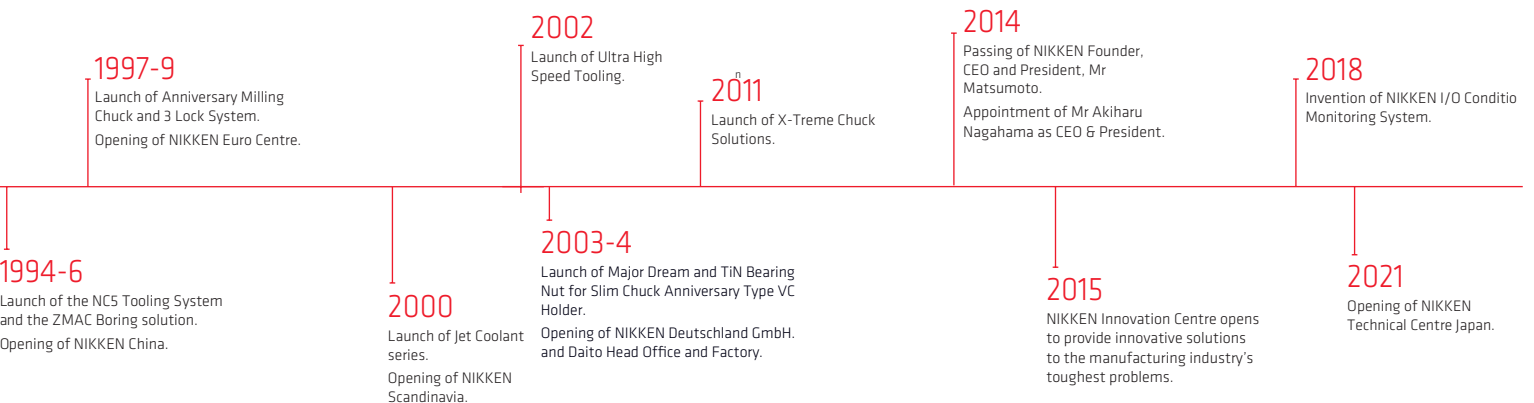 1994-6
Launch of the NC5 Tooling System
and the ZMAC Boring solution.
Opening of NIKKEN China.
1997-9
Launch of Anniversary Milling
Chuck and 3 Lock System.
Opening of NIKKEN Euro Centre.
2000
Launch of Jet Coolant
series.
Opening of NIKKEN
Scandinavia.
2002
Launch of Ultra High
Speed Tooling.
2003-4
Launch of Major Dream and TiN Bearing
Nut for Slim Chuck Anniversary Type VC
Holder.
Opening of NIKKEN Deutschland GmbH.
and Daito Head Office and Factory.
n
2011
Launch of X-Treme Chuck
Solutions.
2014
Passing of NIKKEN Founder,
CEO and President, Mr
Matsumoto.
Appointment of Mr Akiharu
Nagahama as CEO & President.
2015
NIKKEN Innovation Centre opens
to provide innovative solutions
to the manufacturing industry's
toughest problems.
2018
Invention of NIKKEN I/O Conditio
Monitoring System.
2021
Opening of NIKKEN
Technical Centre Japan.